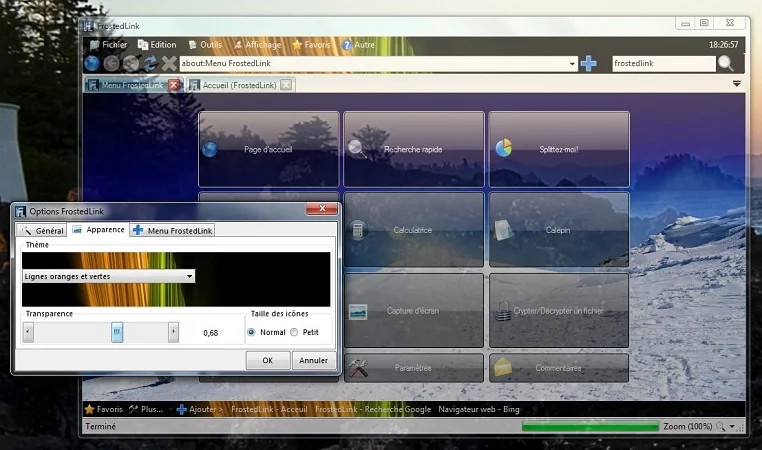 FrostedLink
Fichier Edition Outils Affichage Favoris Autre 18:26:57
about:Menu FrostedLink frostedlink
Menu FrostedLink Accueil (FrostedLink)
Page d'accueil Recherche rapide Splittez-moi!
Calculatrice Calepin
Capture d'écran Crypter/Décrypter un fichier
Paramètres Commentaires
Options FrostedLink
Général Apparence Menu FrostedLink
Thème
Lignes oranges et vertes
Transparence Taille des icônes
0,68 Normal Petit
OK Annuler
Favoris Plus... Ajouter > FrostedLink - Acceuil FrostedLink - Recherche Google Navigateur web - Bing
Terminé Zoom (100%)